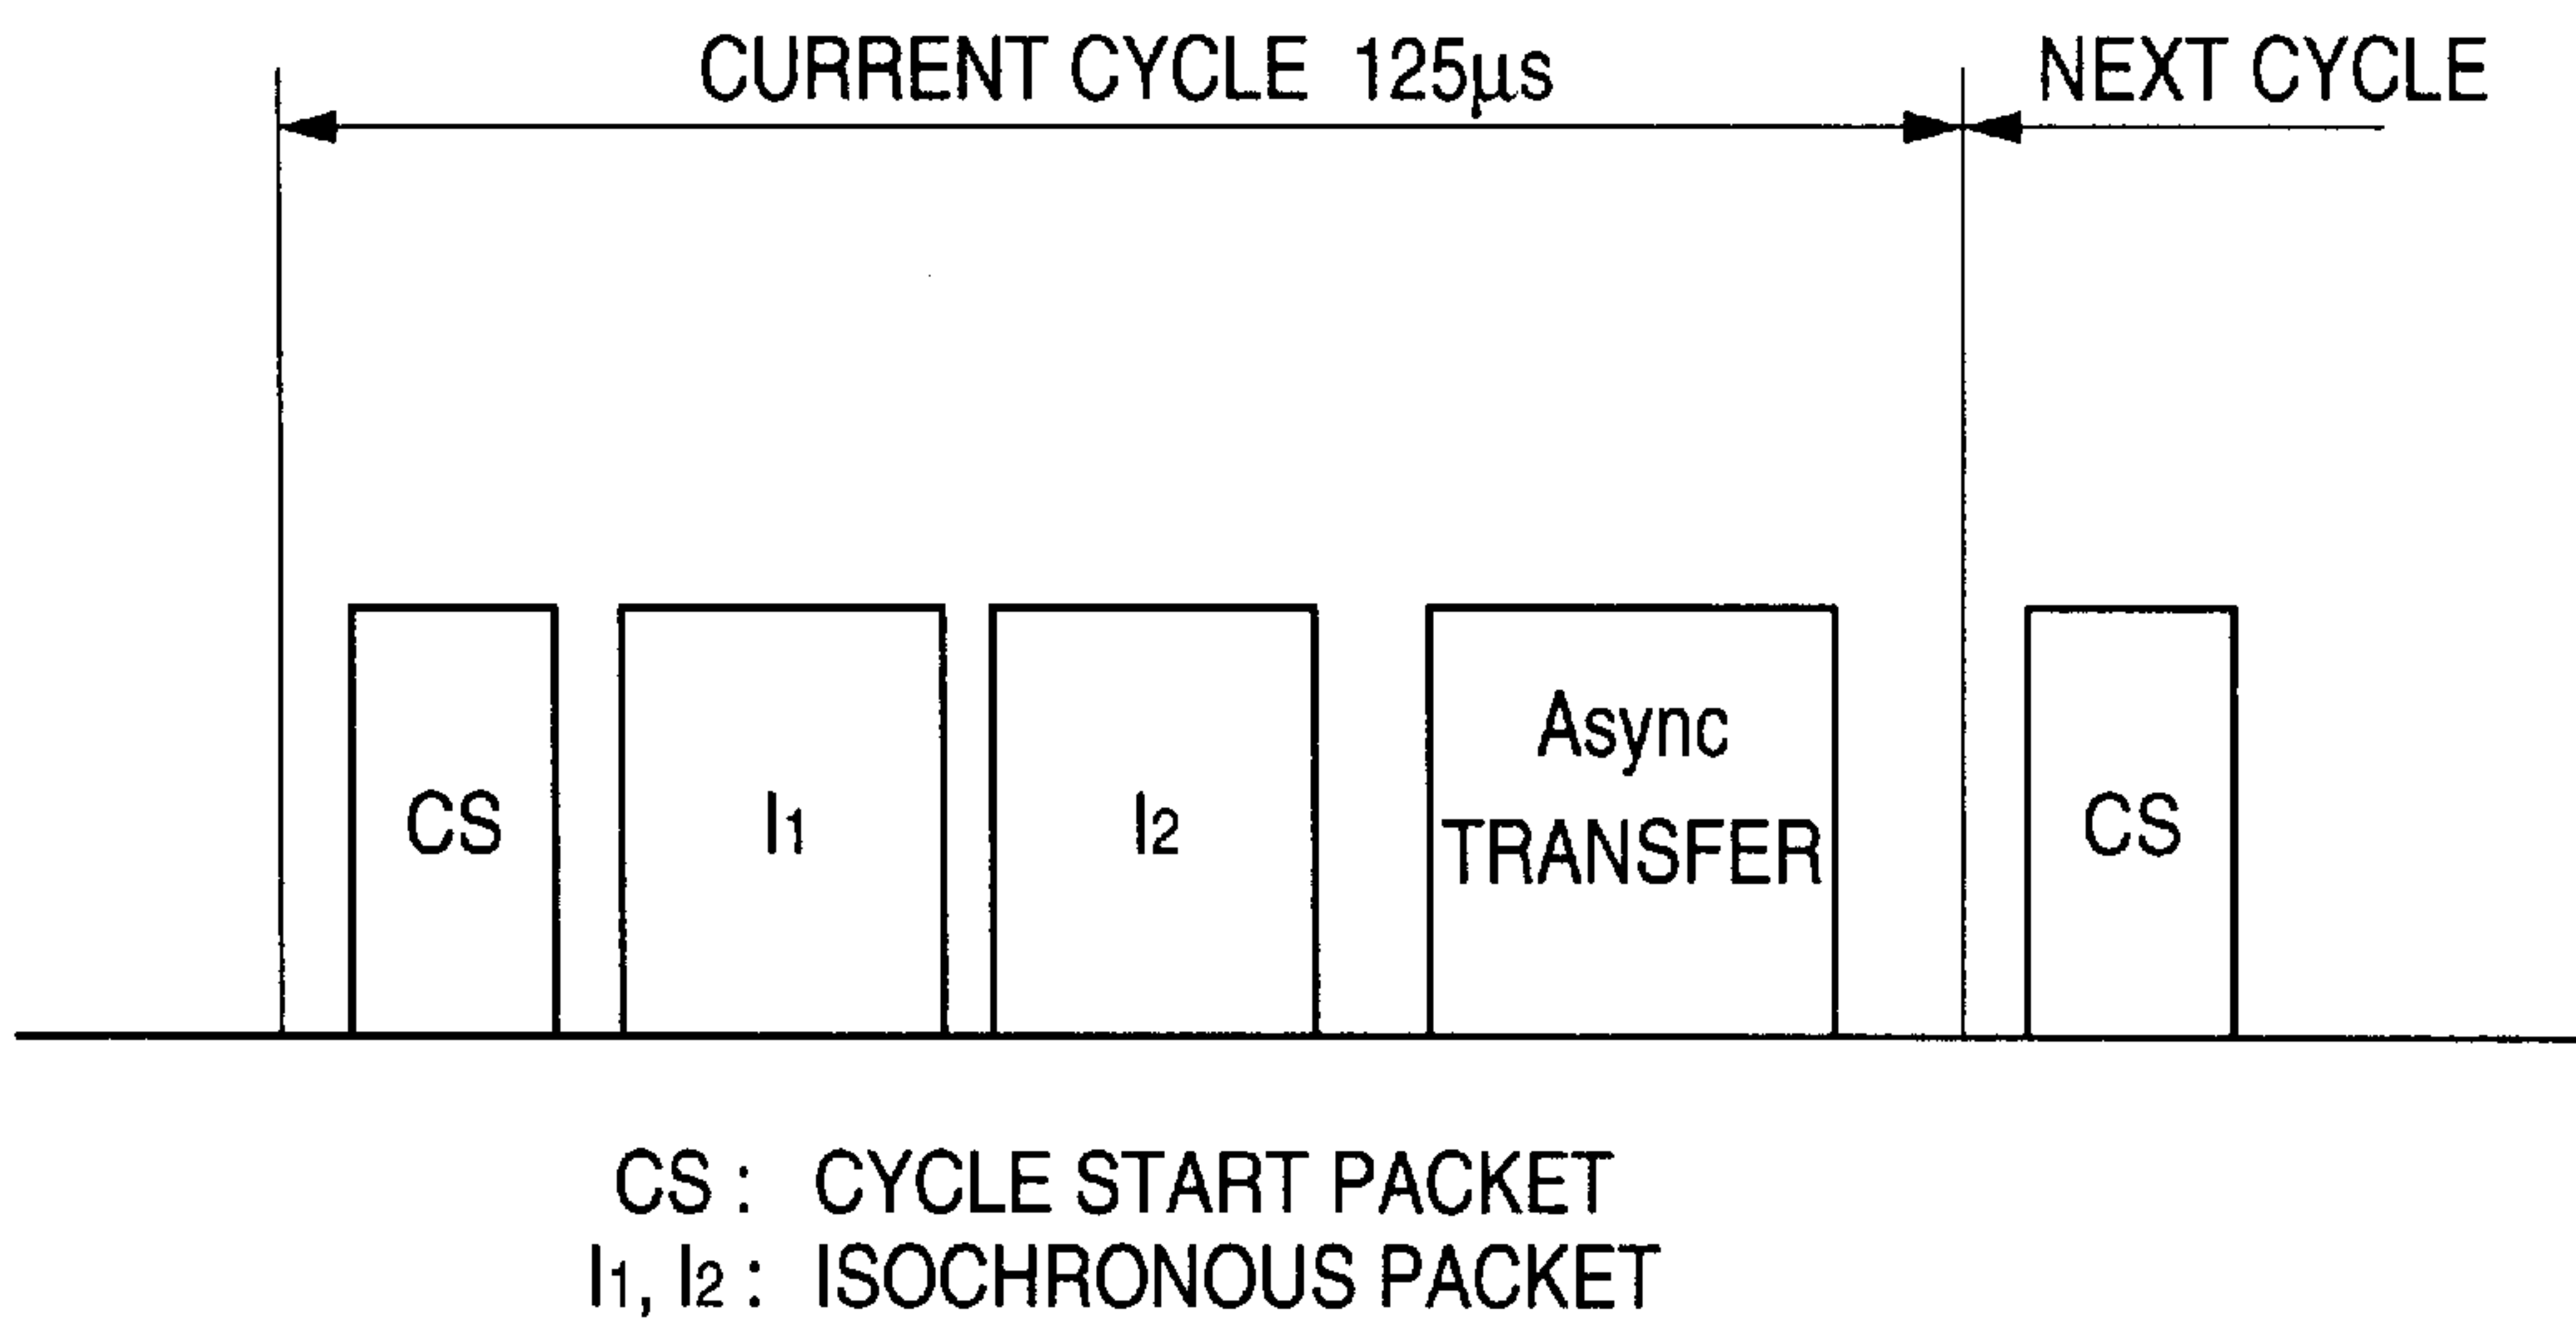 CURRENT CYCLE 125µs
NEXT CYCLE
CS
I1
I2
Async
TRANSFER
CS
CS : CYCLE START PACKET
I1, I2 : ISOCHRONOUS PACKET